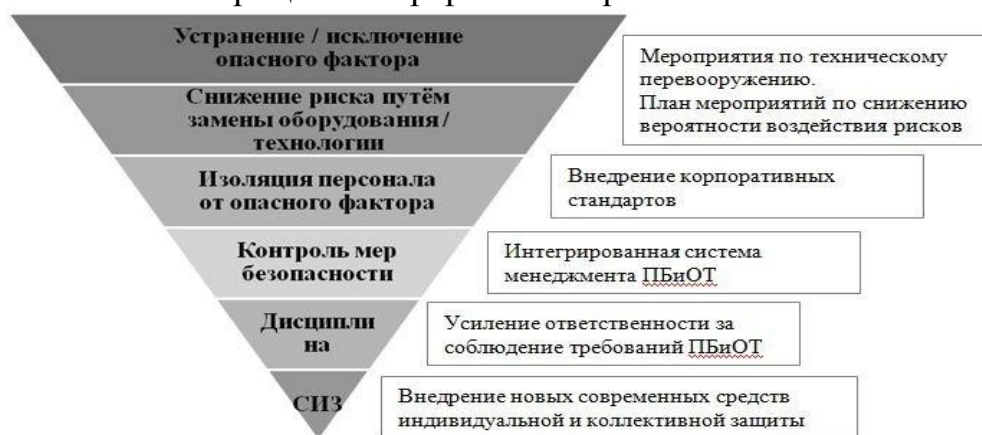 Устранение / исключение
опасного фактора
Мероприятия по техническому
перевооружению.
План мероприятий по снижению
вероятности воздействия рисков
Снижение риска путём
замены оборудования /
технологии
Изоляция персонала
от опасного фактора
Внедрение корпоративных
стандартов
Контроль мер
безопасности
Интегрированная система
менеджмента ПБиОТ
Дисципли
на
Усиление ответственности за
соблюдение требований ПБиОТ
СИЗ
Внедрение новых современных средств
индивидуальной и коллективной защиты